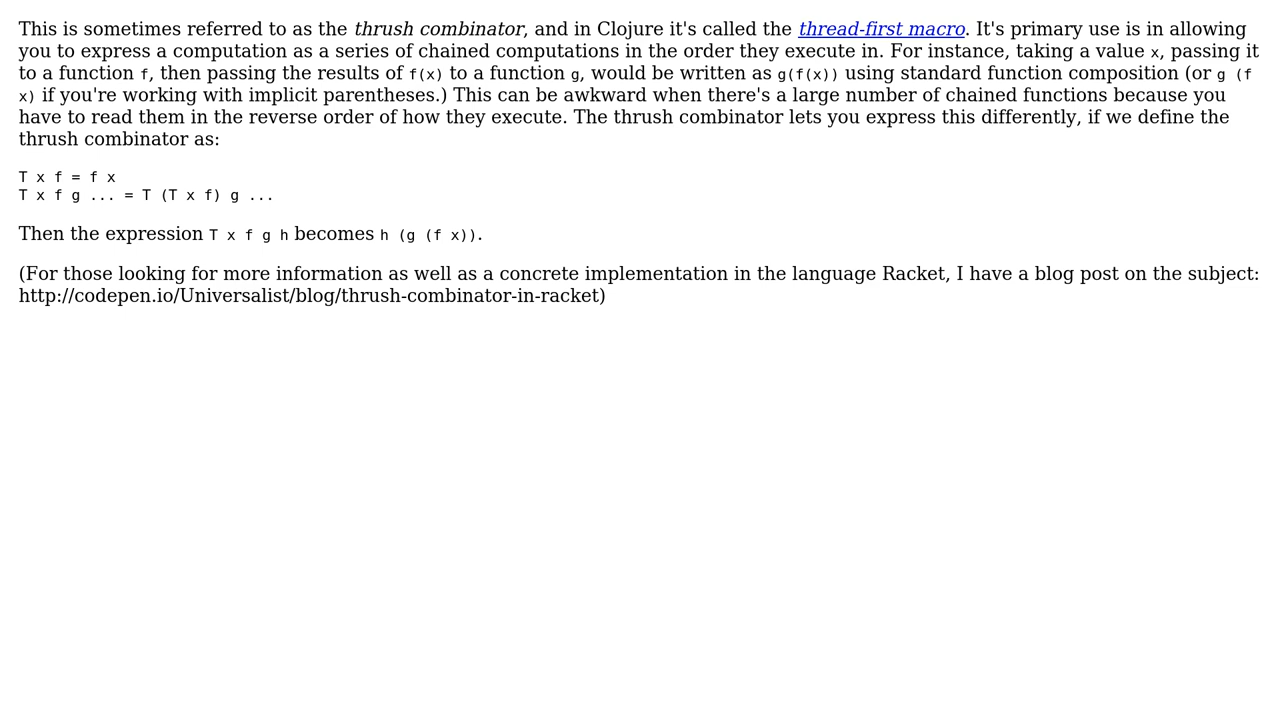 This is sometimes referred to as the thrush combinator, and in Clojure it's called the thread-first macro. It's primary use is in allowing
you to express a computation as a series of chained computations in the order they execute in. For instance, taking a value x, passing it
to a function f, then passing the results of f(x) to a function g, would be written as g(f(x)) using standard function composition (or g (f
x) if you're working with implicit parentheses.) This can be awkward when there's a large number of chained functions because you
have to read them in the reverse order of how they execute. The thrush combinator lets you express this differently, if we define the
thrush combinator as:
T x f = f x
T x f g ... = T (T x f) g ...
Then the expression T x f g h becomes h (g (f x)).
(For those looking for more information as well as a concrete implementation in the language Racket, I have a blog post on the subject:
http://codepen.io/Universalist/blog/thrush-combinator-in-racket)